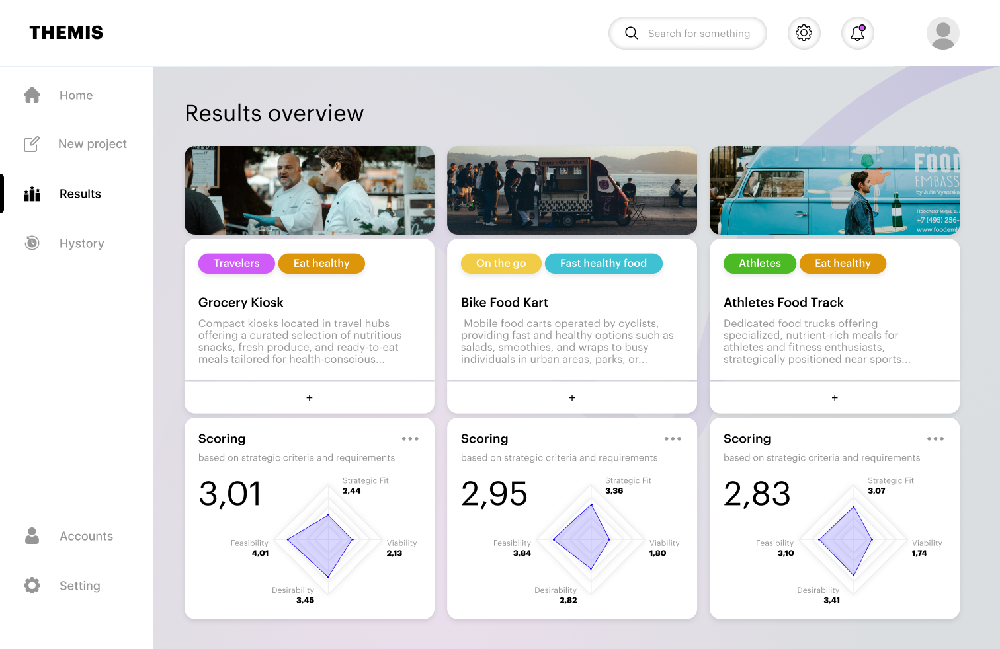 THEMIS
Search for something
Home
New project
Results
Hystory
Accounts
Setting
Results overview
MENU
Travelers
Eat healthy
Grocery Kiosk
Compact kiosks located in travel hubs
offering a curated selection of nutritious
snacks, fresh produce, and ready-to-eat
meals tailored for health-conscious...
+
Scoring
based on strategic criteria and requirements
3,01
Strategic Fit
2,44
Feasibility
4,01
Viability
2,13
Desirability
3,45
wine with a view
On the go
Fast healthy food
Bike Food Kart
Mobile food carts operated by cyclists,
providing fast and healthy options such as
salads, smoothies, and wraps to busy
individuals in urban areas, parks, or...
+
Scoring
based on strategic criteria and requirements
2,95
Strategic Fit
3,36
Feasibility
3,84
Viability
1,80
Desirability
2,82
FOOD
EMBASS
by Julia Vysotska
Проспект мира, д.
+7 (495) 256-
www.foodemb
Athletes
Eat healthy
Athletes Food Track
Dedicated food trucks offering
specialized, nutrient-rich meals for
athletes and fitness enthusiasts,
strategically positioned near sports...
+
Scoring
based on strategic criteria and requirements
2,83
Strategic Fit
3,07
Feasibility
3,10
Viability
1,74
Desirability
3,41